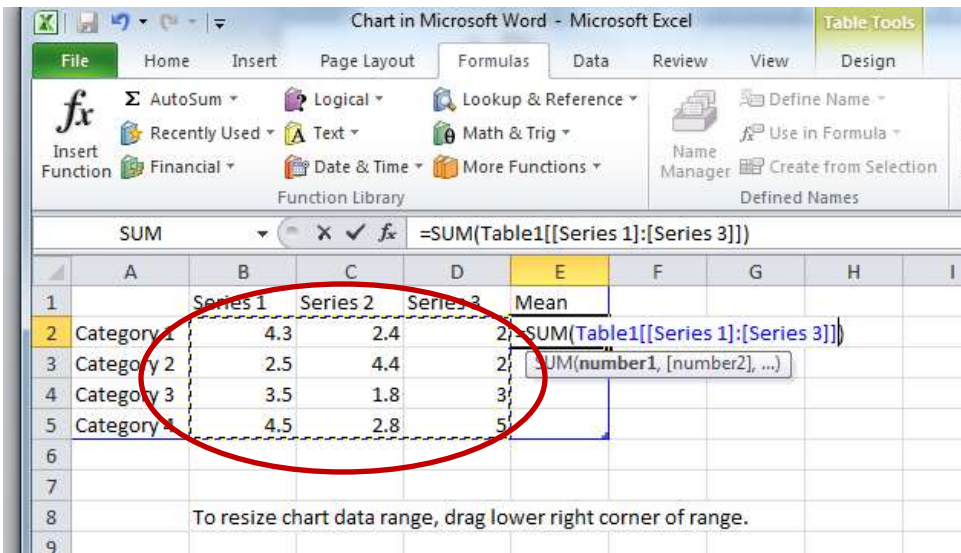 Chart in Microsoft Word - Microsoft Excel
Table Tools
File Home Insert Page Layout Formulas Data Review View Design
fx Insert Function
Σ AutoSum
Recently Used
Financial
Logical
Text
Date & Time
Lookup & Reference
Math & Trig
More Functions
Function Library
Name Manager
Define Name
Use in Formula
Create from Selection
Defined Names
SUM fx =SUM(Table1[[Series 1]:[Series 3]])
A B C D E F G H I
1 Series 1 Series 2 Series 3 Mean
2 Category 1 4.3 2.4 2 =SUM(Table1[[Series 1]:[Series 3]])
3 Category 2 2.5 4.4 2 SUM(number1, [number2], ...)
4 Category 3 3.5 1.8 3
5 Category 4 4.5 2.8 5
6
7
8 To resize chart data range, drag lower right corner of range.
9